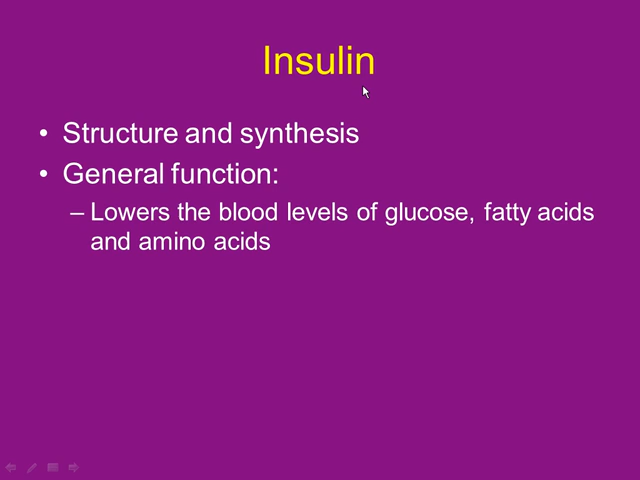 Insulin
• Structure and synthesis
• General function:
– Lowers the blood levels of glucose, fatty acids
and amino acids